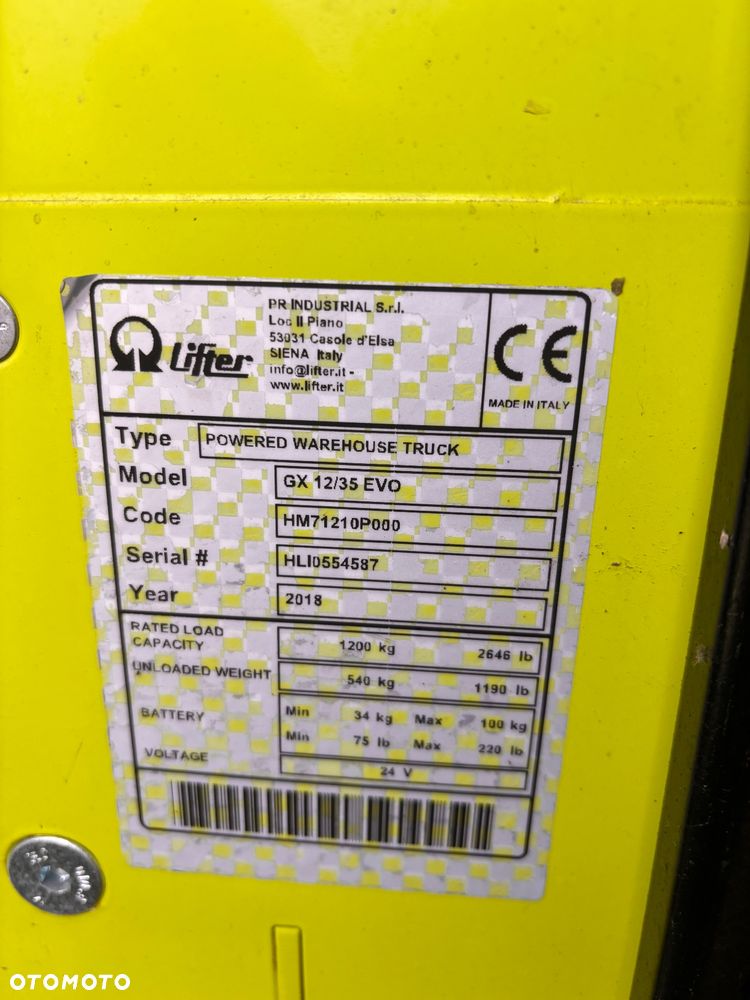 PR INDUSTRIAL S.r.l.
Loc Il Piano
53031 Casole d'Elsa
SIENA Italy
info@lifter.it -
www.lifter.it
Lifter
CE
MADE IN ITALY
Type POWERED WAREHOUSE TRUCK
Model GX 12/35 EVO
Code HM71210P000
Serial # HLI0554587
Year 2018
RATED LOAD
CAPACITY 1200 kg 2646 lb
UNLOADED WEIGHT 540 kg 1190 lb
BATTERY Min 34 kg Max 100 kg
Min 75 lb Max 220 lb
VOLTAGE 24 V
OTOMOTO